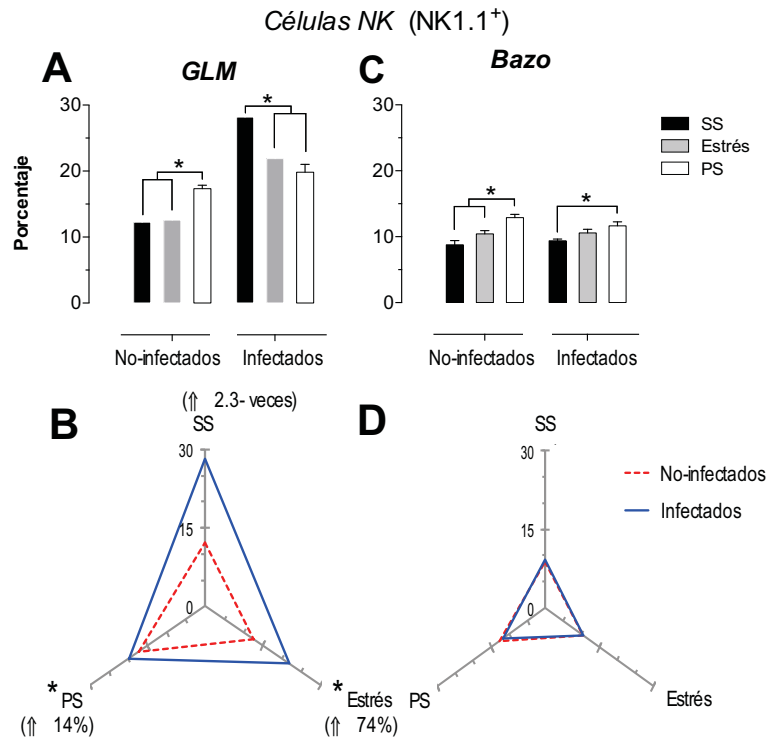 Células NK (NK1.1+)
A
GLM
C
Bazo
Porcentaje
30
20
10
0
No-infectados
Infectados
*
*
30
20
10
0
No-infectados
Infectados
*
*
SS
Estrés
PS
B
(⇑ 2.3- veces)
SS
30
15
0
* PS
(⇑ 14%)
* Estrés
(⇑ 74%)
D
SS
30
15
0
PS
Estrés
No-infectados
Infectados